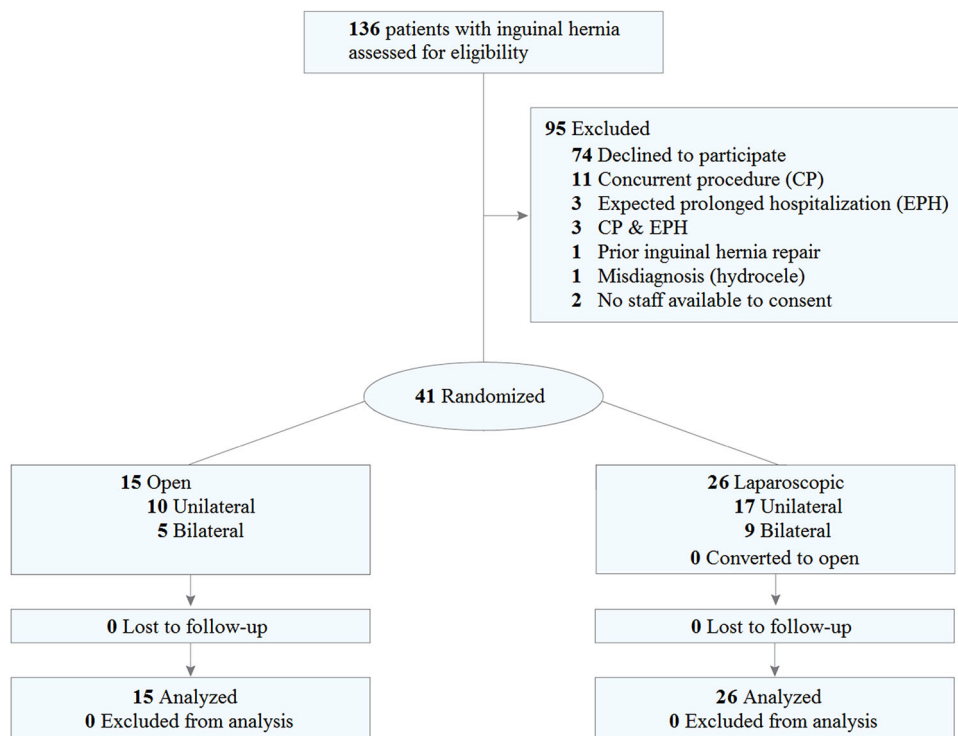 136 patients with inguinal hernia
assessed for eligibility
95 Excluded
74 Declined to participate
11 Concurrent procedure (CP)
3 Expected prolonged hospitalization (EPH)
3 CP & EPH
1 Prior inguinal hernia repair
1 Misdiagnosis (hydrocele)
2 No staff available to consent
41 Randomized
15 Open
10 Unilateral
5 Bilateral
26 Laparoscopic
17 Unilateral
9 Bilateral
0 Converted to open
0 Lost to follow-up
0 Lost to follow-up
15 Analyzed
0 Excluded from analysis
26 Analyzed
0 Excluded from analysis